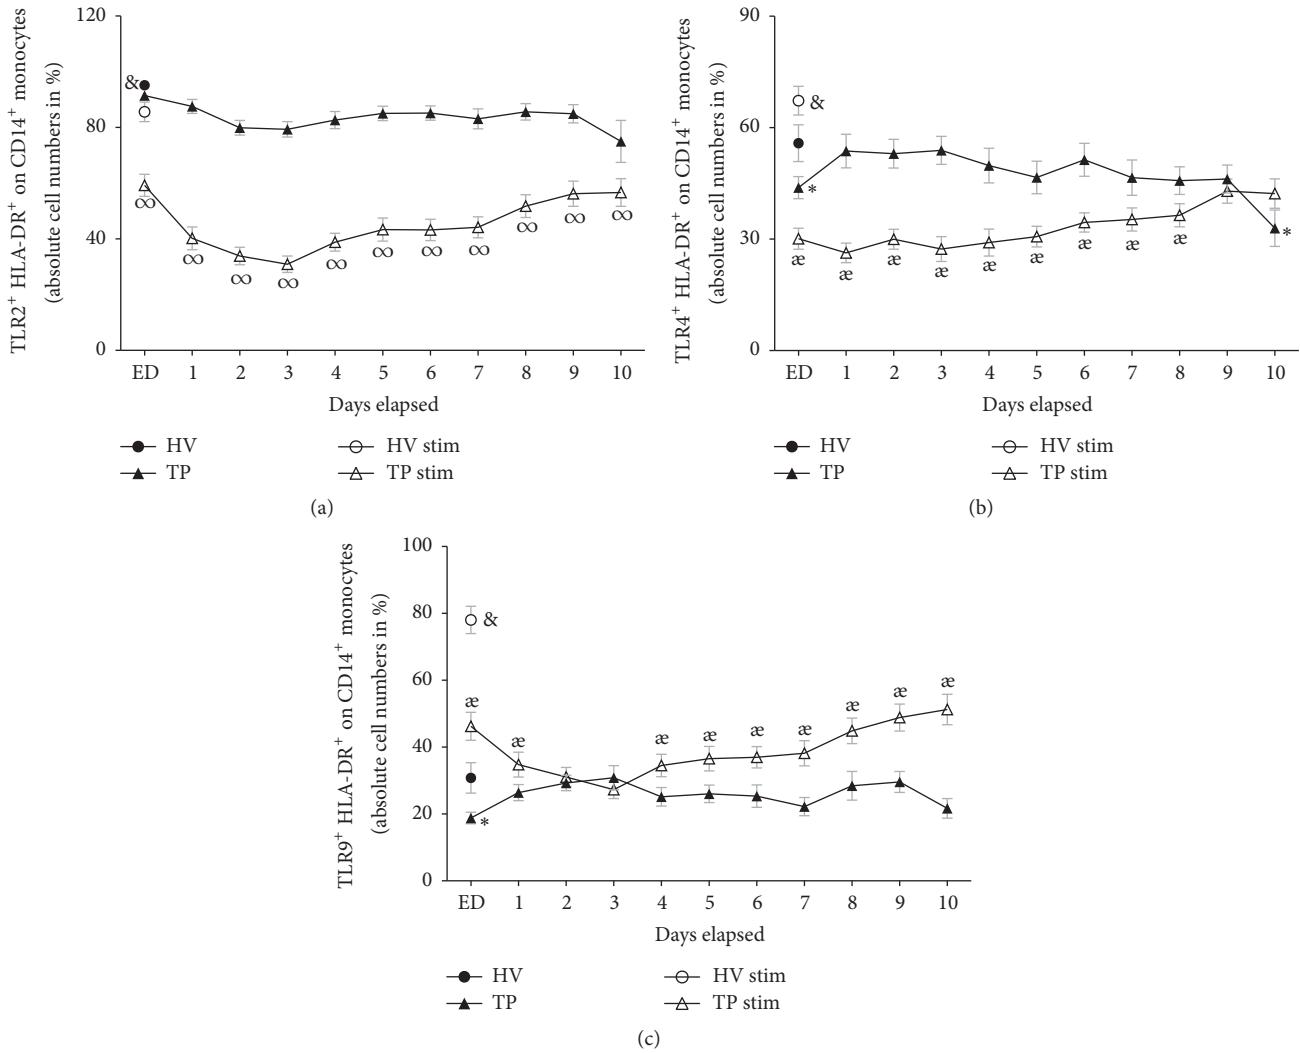 TLR2⁺ HLA-DR⁺ on CD14⁺ monocytes
(absolute cell numbers in %)
120
80
40
0
&
∞ ∞ ∞ ∞ ∞ ∞ ∞ ∞ ∞ ∞ ∞
ED 1 2 3 4 5 6 7 8 9 10
Days elapsed
HV HV stim
TP TP stim
(a)
TLR4⁺ HLA-DR⁺ on CD14⁺ monocytes
(absolute cell numbers in %)
90
60
30
0
&
* *
æ æ æ æ æ æ æ æ æ
ED 1 2 3 4 5 6 7 8 9 10
Days elapsed
HV HV stim
TP TP stim
(b)
TLR9⁺ HLA-DR⁺ on CD14⁺ monocytes
(absolute cell numbers in %)
100
80
60
40
20
0
&
æ æ æ æ æ æ æ æ æ
*
ED 1 2 3 4 5 6 7 8 9 10
Days elapsed
HV HV stim
TP TP stim
(c)